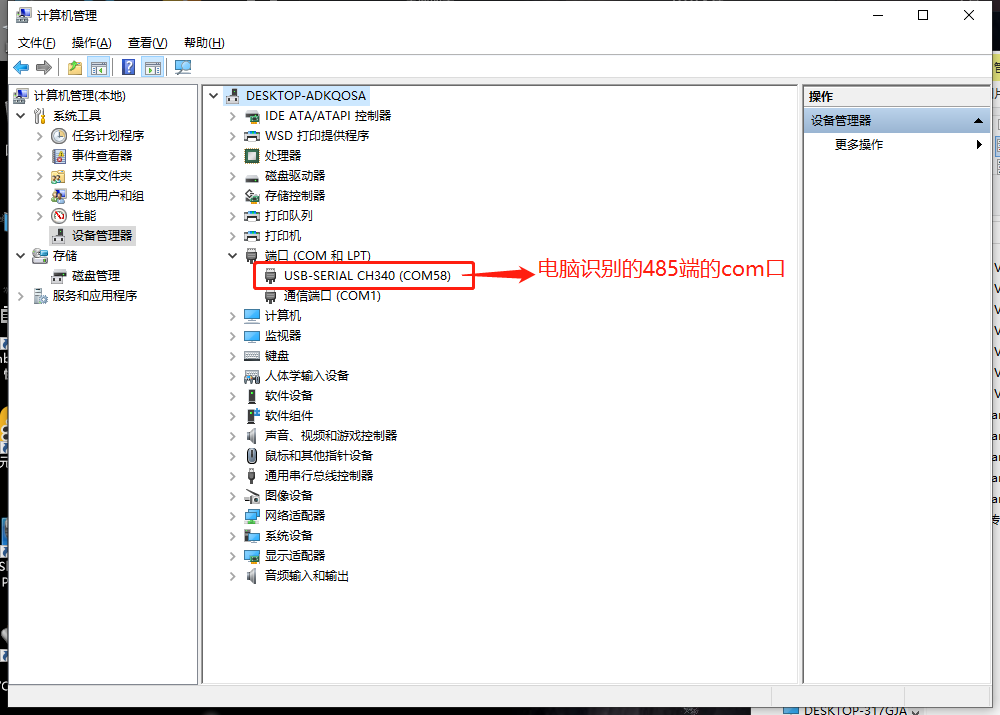 计算机管理
文件(F) 操作(A) 查看(V) 帮助(H)
计算机管理(本地)
系统工具
任务计划程序
事件查看器
共享文件夹
本地用户和组
性能
设备管理器
存储
磁盘管理
服务和应用程序
DESKTOP-ADKQOSA
IDE ATA/ATAPI 控制器
WSD 打印提供程序
处理器
磁盘驱动器
存储控制器
打印队列
打印机
端口 (COM 和 LPT)
USB-SERIAL CH340 (COM58)
电脑识别的485端的com口
通信端口 (COM1)
计算机
监视器
键盘
人体学输入设备
软件设备
软件组件
声音、视频和游戏控制器
鼠标和其他指针设备
通用串行总线控制器
图像设备
网络适配器
系统设备
显示适配器
音频输入和输出
操作
设备管理器
更多操作
DESKTOP-317GJA